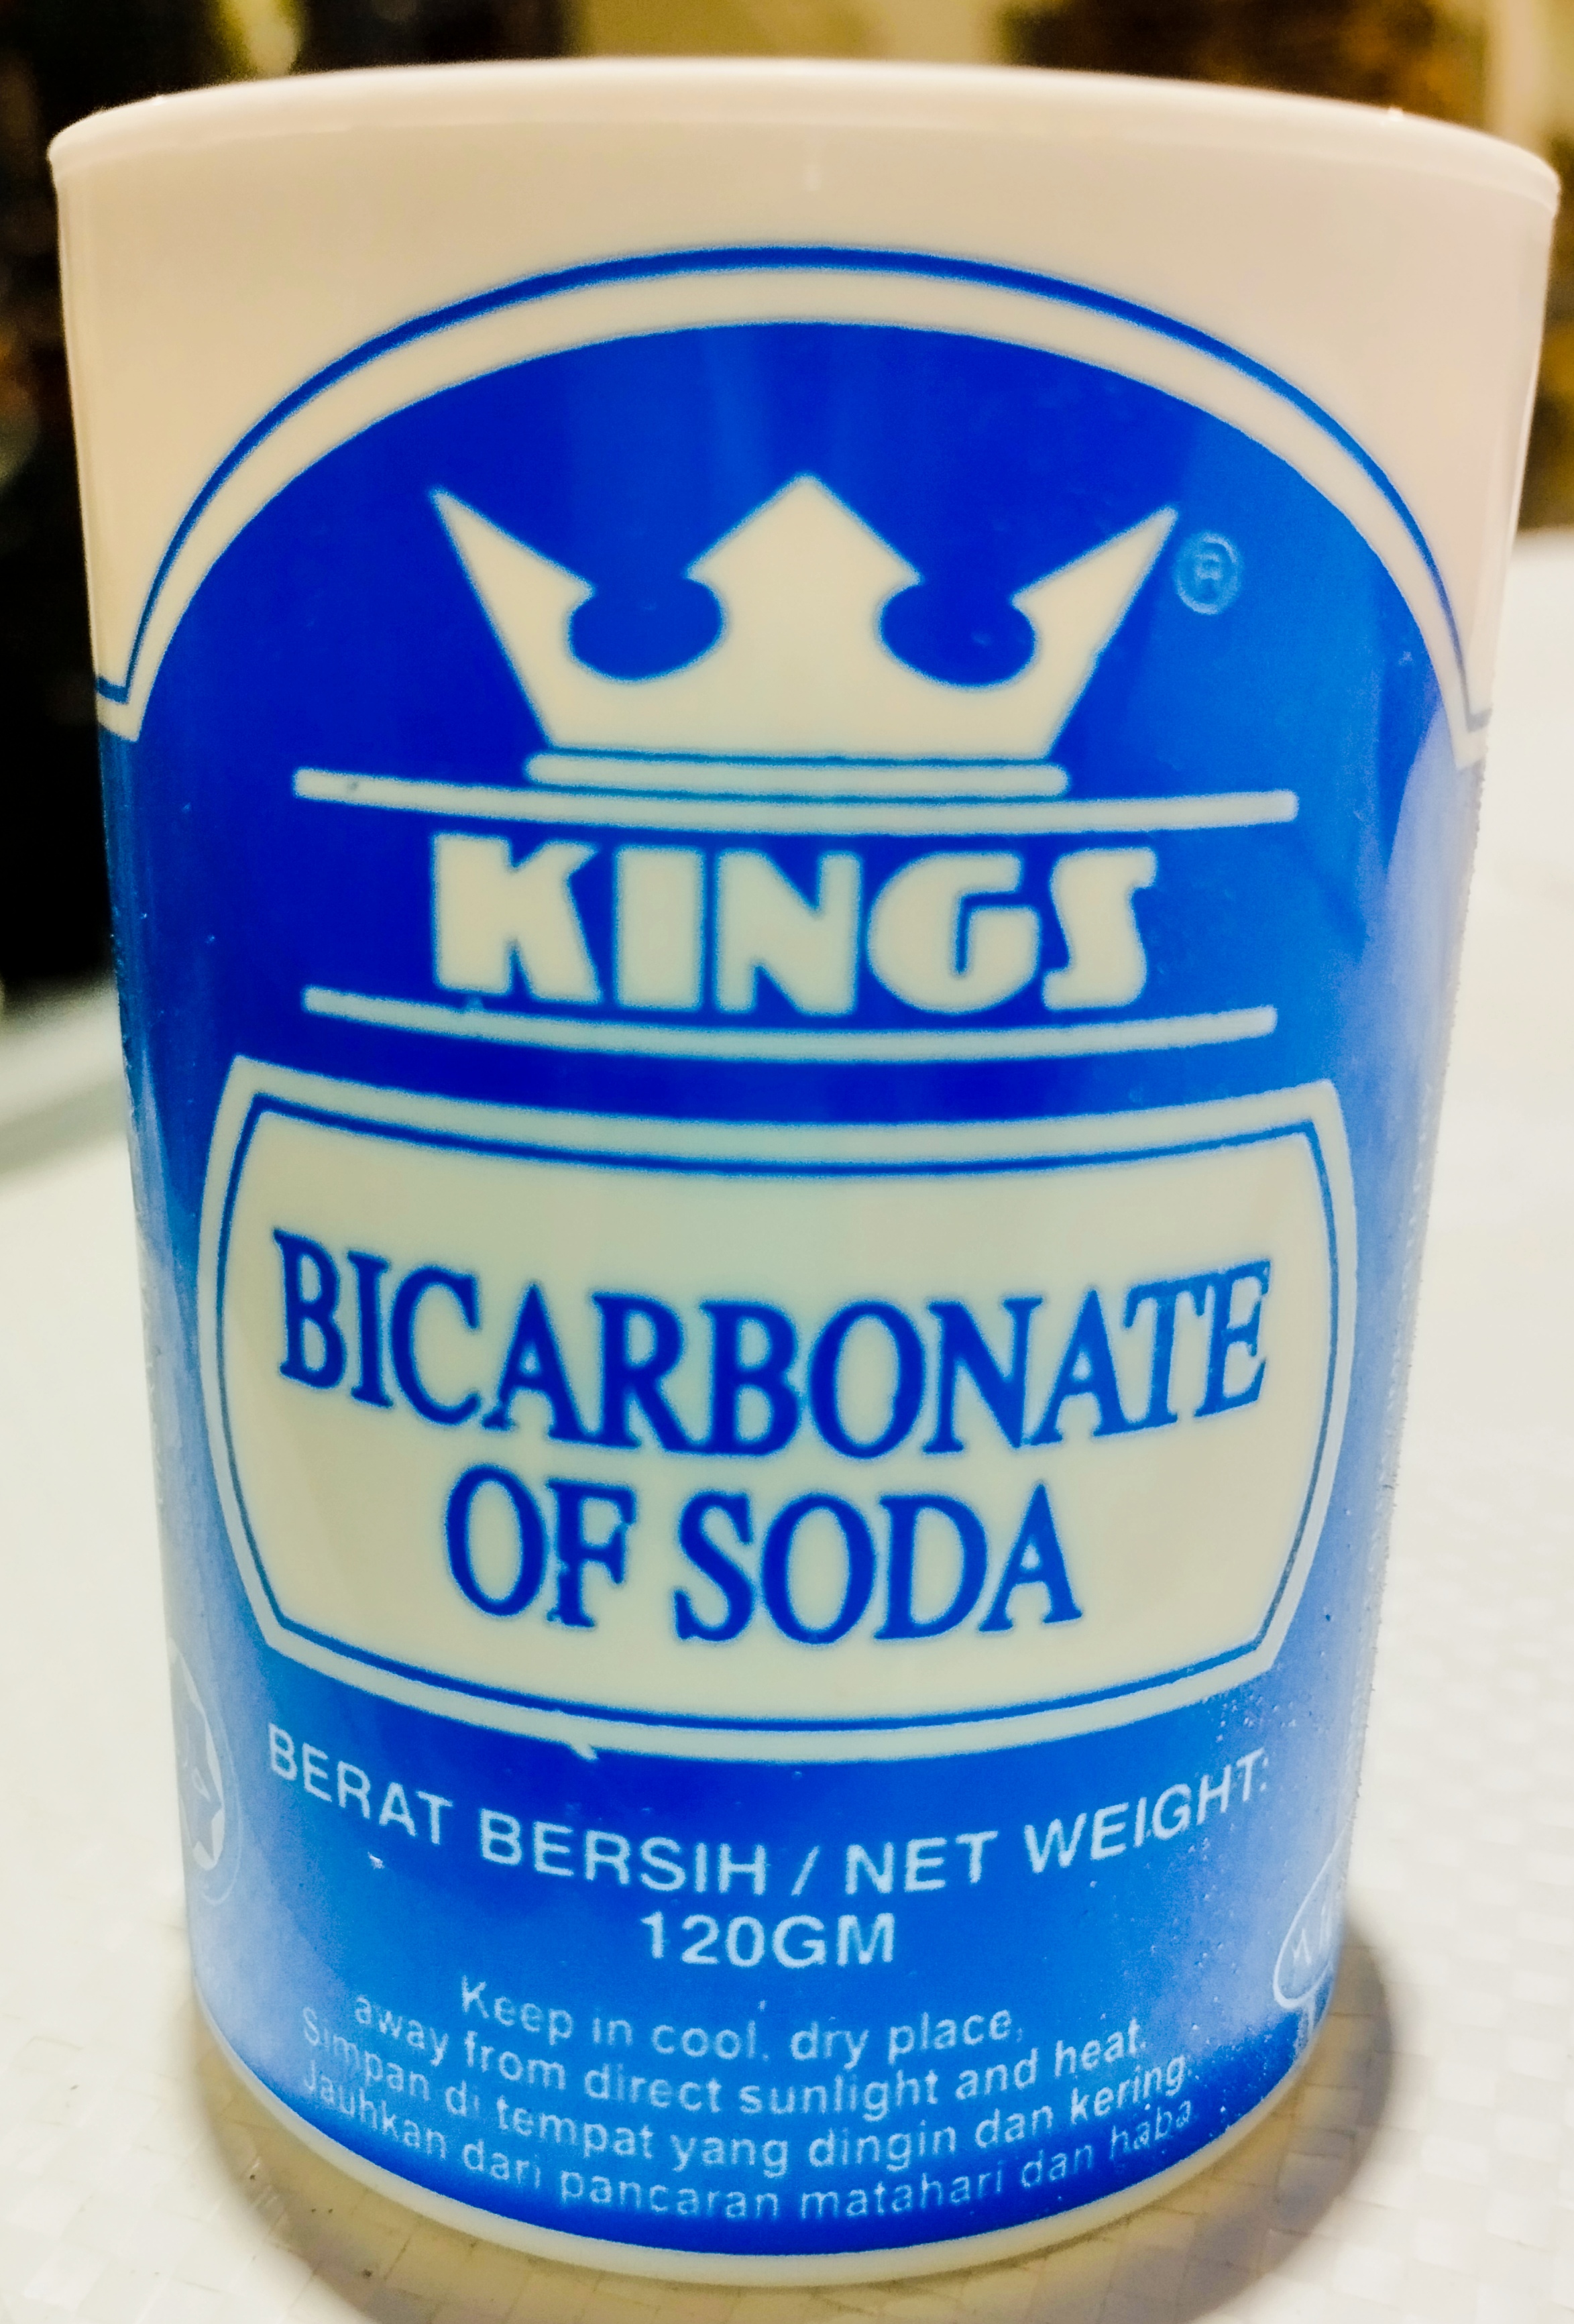 ®
KINGS
BICARBONATE
OF SODA
BERAT BERSIH / NET WEIGHT:
120GM
Keep in cool, dry place,
away from direct sunlight and heat.
Simpan di tempat yang dingin dan kering.
Jauhkan dari pancaran matahari dan haba